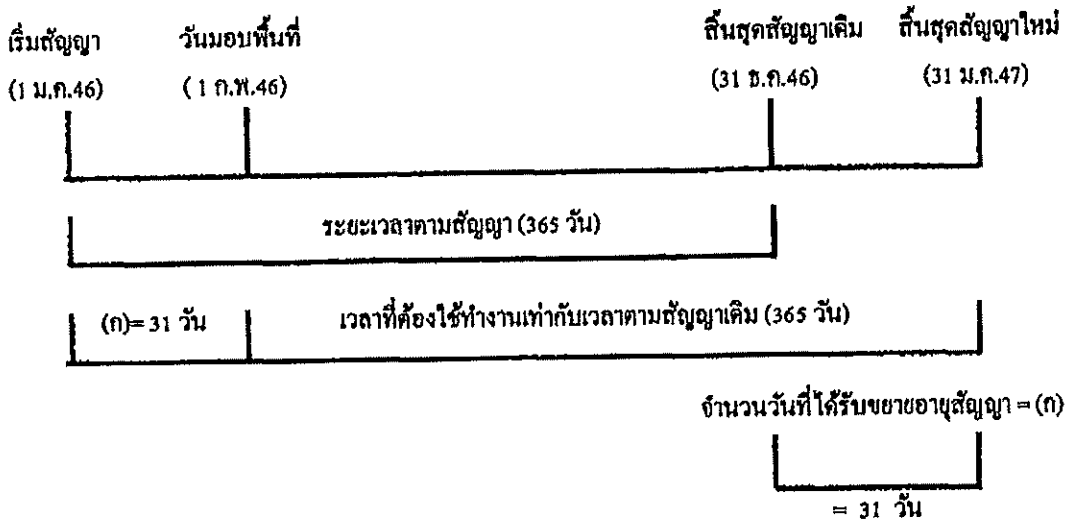 เริ่มสัญญา วันมอบพื้นที่ สิ้นสุดสัญญาเดิม สิ้นสุดสัญญาใหม่
(1 ม.ค.46) ( 1 ก.พ.46) (31 ธ.ค.46) (31 ม.ค.47)
ระยะเวลาตามสัญญา (365 วัน)
(ก)= 31 วัน เวลาที่ต้องใช้ทำงานเท่ากับเวลาตามสัญญาเดิม (365 วัน)
จำนวนวันที่ได้รับขยายอายุสัญญา = (ก)
= 31 วัน